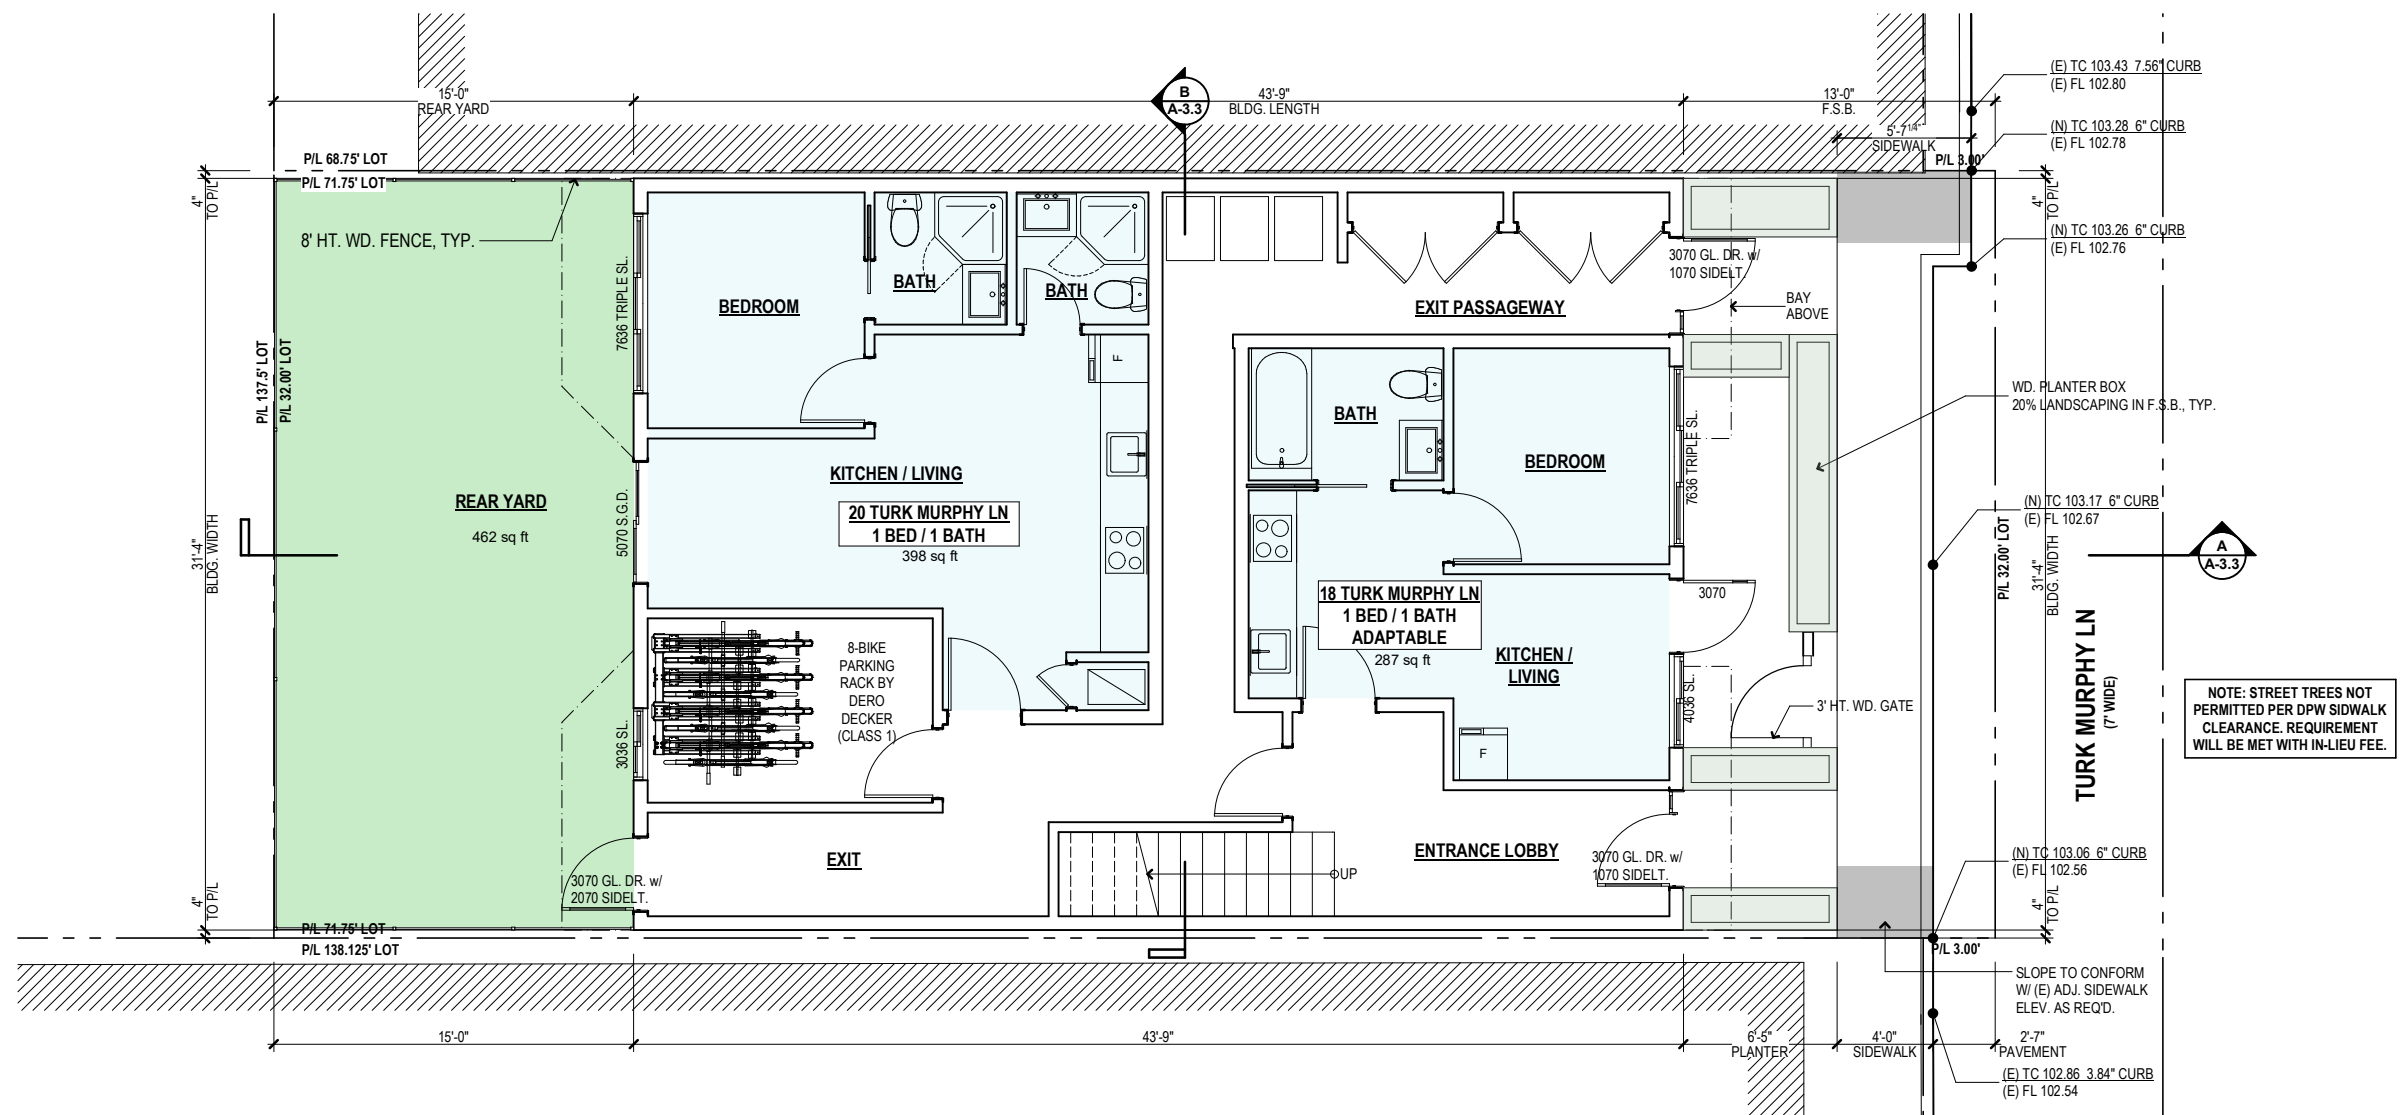 (E) TC 103.43 7.56" CURB
(E) FL 102.80
15'-0"
REAR YARD
B
A-3.3
43'-9"
BLDG. LENGTH
13'-0"
F.S.B.
(N) TC 103.28 6" CURB
(E) FL 102.78
5'-7 1/4"
SIDEWALK
P/L 3.00'
P/L 68.75' LOT
P/L 71.75' LOT
4"
TO P/L
4"
TO P/L
8' HT. WD. FENCE, TYP.
(N) TC 103.26 6" CURB
(E) FL 102.76
3070 GL. DR. w/
1070 SIDELT.
BATH
BATH
7636 TRIPLE SL.
BEDROOM
EXIT PASSAGEWAY
BAY
ABOVE
F
P/L 137.5' LOT
P/L 32.00' LOT
WD. PLANTER BOX
20% LANDSCAPING IN F.S.B., TYP.
BATH
7636 TRIPLE SL.
BEDROOM
KITCHEN / LIVING
REAR YARD
462 sq ft
20 TURK MURPHY LN
1 BED / 1 BATH
398 sq ft
5070 S.G.D.
(N) TC 103.17 6" CURB
(E) FL 102.67
A
A-3.3
31'-4"
BLDG. WIDTH
P/L 32.00' LOT
31'-4"
BLDG. WIDTH
18 TURK MURPHY LN
1 BED / 1 BATH
ADAPTABLE
287 sq ft
3070
KITCHEN /
LIVING
8-BIKE
PARKING
RACK BY
DERO
DECKER
(CLASS 1)
3036 SL.
4036 SL.
3' HT. WD. GATE
F
TURK MURPHY LN
(7' WIDE)
NOTE: STREET TREES NOT
PERMITTED PER DPW SIDWALK
CLEARANCE. REQUIREMENT
WILL BE MET WITH IN-LIEU FEE.
EXIT
ENTRANCE LOBBY
3070 GL. DR. w/
1070 SIDELT.
UP
3070 GL. DR. w/
2070 SIDELT.
(N) TC 103.06 6" CURB
(E) FL 102.56
4"
TO P/L
4"
TO P/L
P/L 71.75' LOT
P/L 138.125' LOT
P/L 3.00'
SLOPE TO CONFORM
W/ (E) ADJ. SIDEWALK
ELEV. AS REQ'D.
15'-0"
43'-9"
6'-5"
PLANTER
4'-0"
SIDEWALK
2'-7"
PAVEMENT
(E) TC 102.86 3.84" CURB
(E) FL 102.54